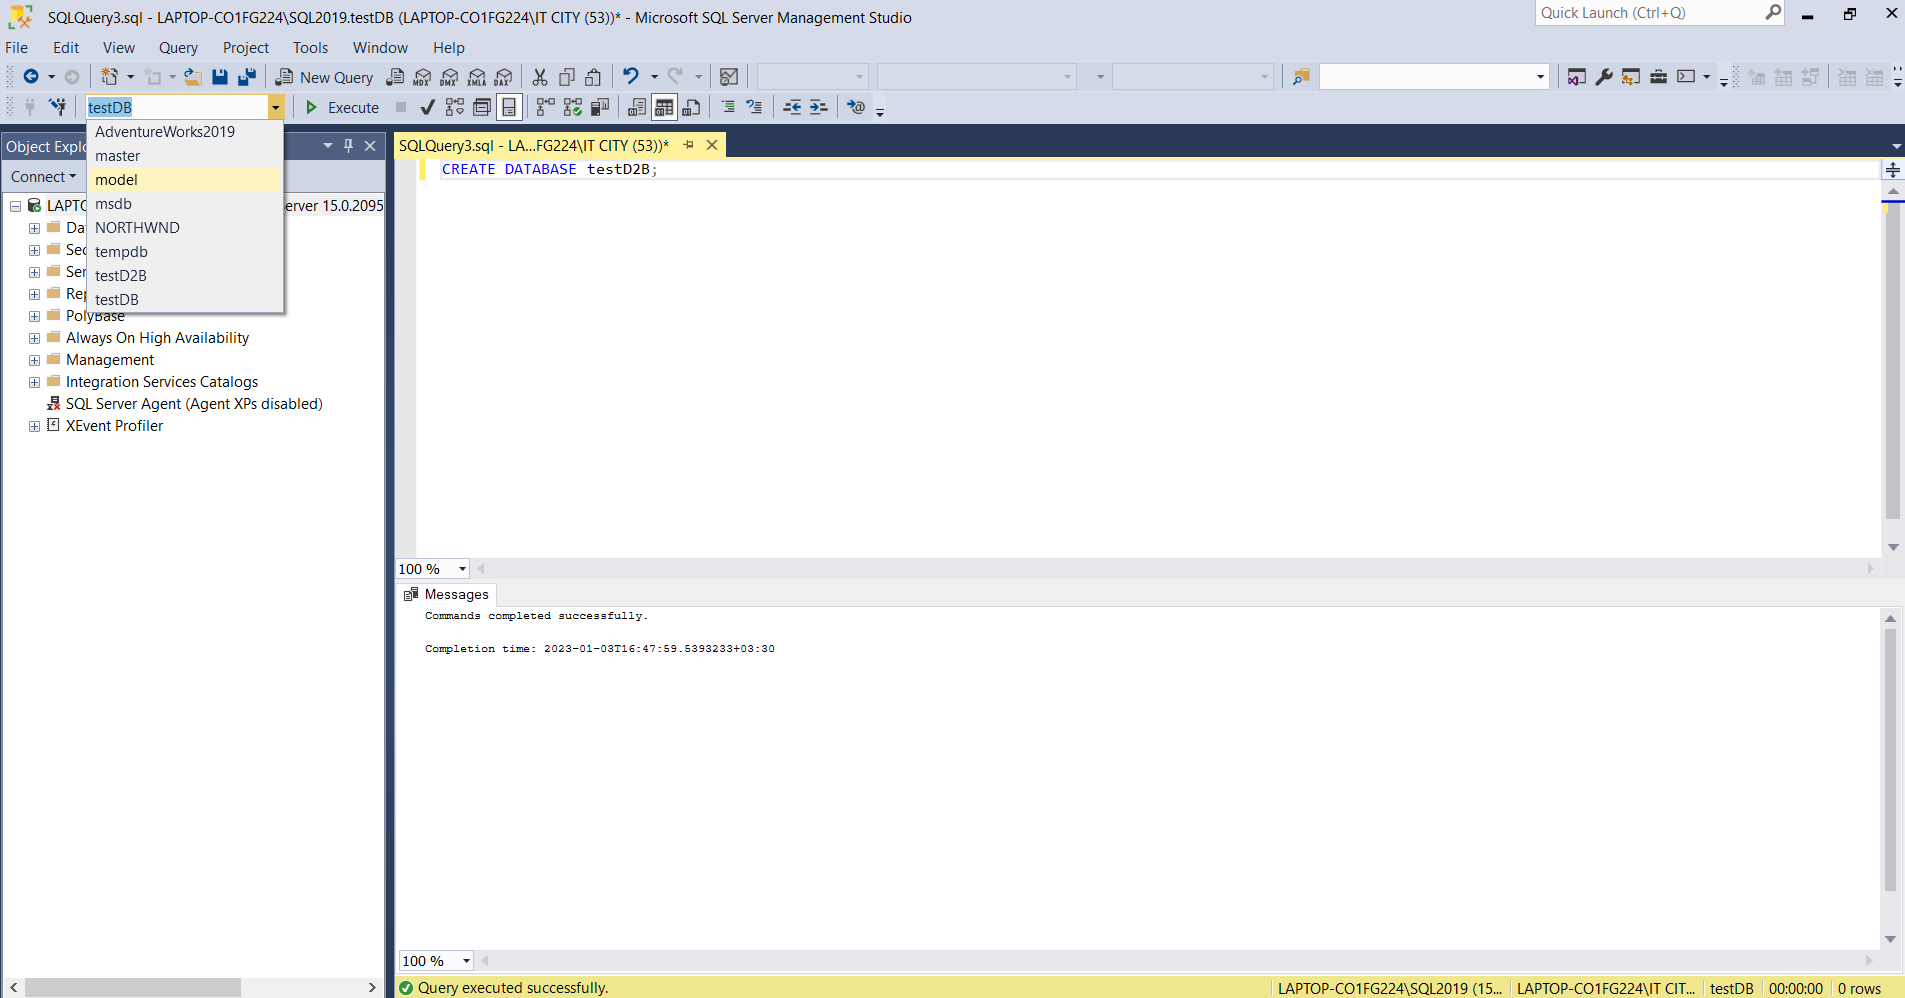 SQLQuery3.sql - LAPTOP-CO1FG224\SQL2019.testDB (LAPTOP-CO1FG224\IT CITY (53))* - Microsoft SQL Server Management Studio
Quick Launch (Ctrl+Q)
File Edit View Query Project Tools Window Help
New Query MDX DMX XMLA DAX
testDB Execute
AdventureWorks2019
master
model
msdb
NORTHWND
tempdb
testD2B
testDB
Object Explo
Connect
LAPTO erver 15.0.2095
Da
Sec
Ser
Rep
PolyBase
Always On High Availability
Management
Integration Services Catalogs
SQL Server Agent (Agent XPs disabled)
XEvent Profiler
SQLQuery3.sql - LA...FG224\IT CITY (53))*
CREATE DATABASE testD2B;
100 %
Messages
Commands completed successfully.
Completion time: 2023-01-03T16:47:59.5393233+03:30
100 %
Query executed successfully. LAPTOP-CO1FG224\SQL2019 (15... LAPTOP-CO1FG224\IT CIT... testDB 00:00:00 0 rows